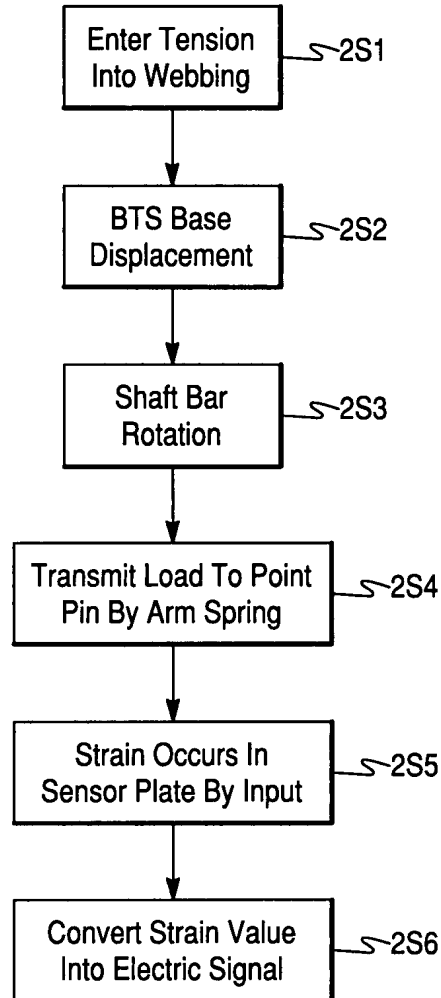 Enter Tension
Into Webbing
2S1
BTS Base
Displacement
2S2
Shaft Bar
Rotation
2S3
Transmit Load To Point
Pin By Arm Spring
2S4
Strain Occurs In
Sensor Plate By Input
2S5
Convert Strain Value
Into Electric Signal
2S6